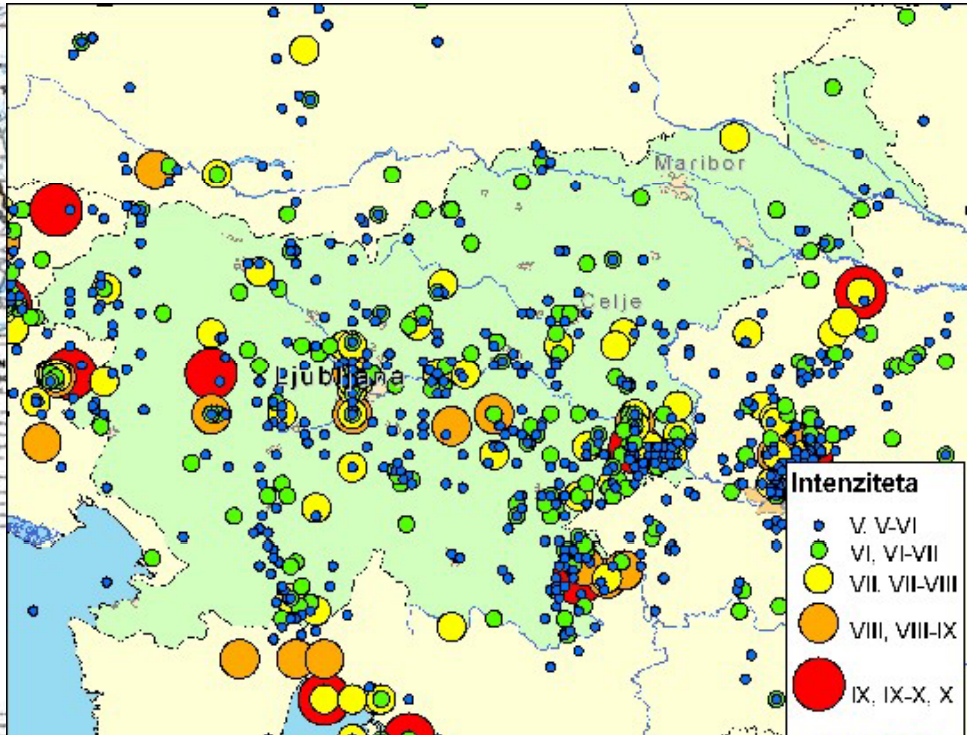 Maribor
Celje
Ljubljana
Intenziteta
V. V-VI
VI, VI-VII
VII. VII-VIII
VIII, VIII-IX
IX, IX-X, X